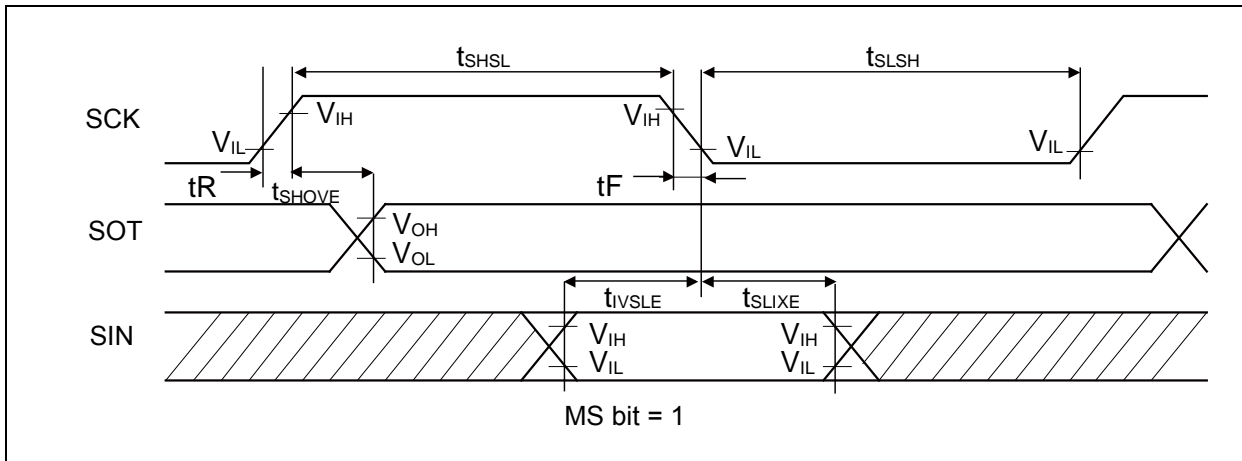 tSHSL
tSLSH
SCK
VIH
VIH
VIL
VIL
VIL
tR
tSHOVE
tF
SOT
VOH
VOL
tIVSLE
tSLIXE
SIN
VIH
VIH
VIL
VIL
MS bit = 1